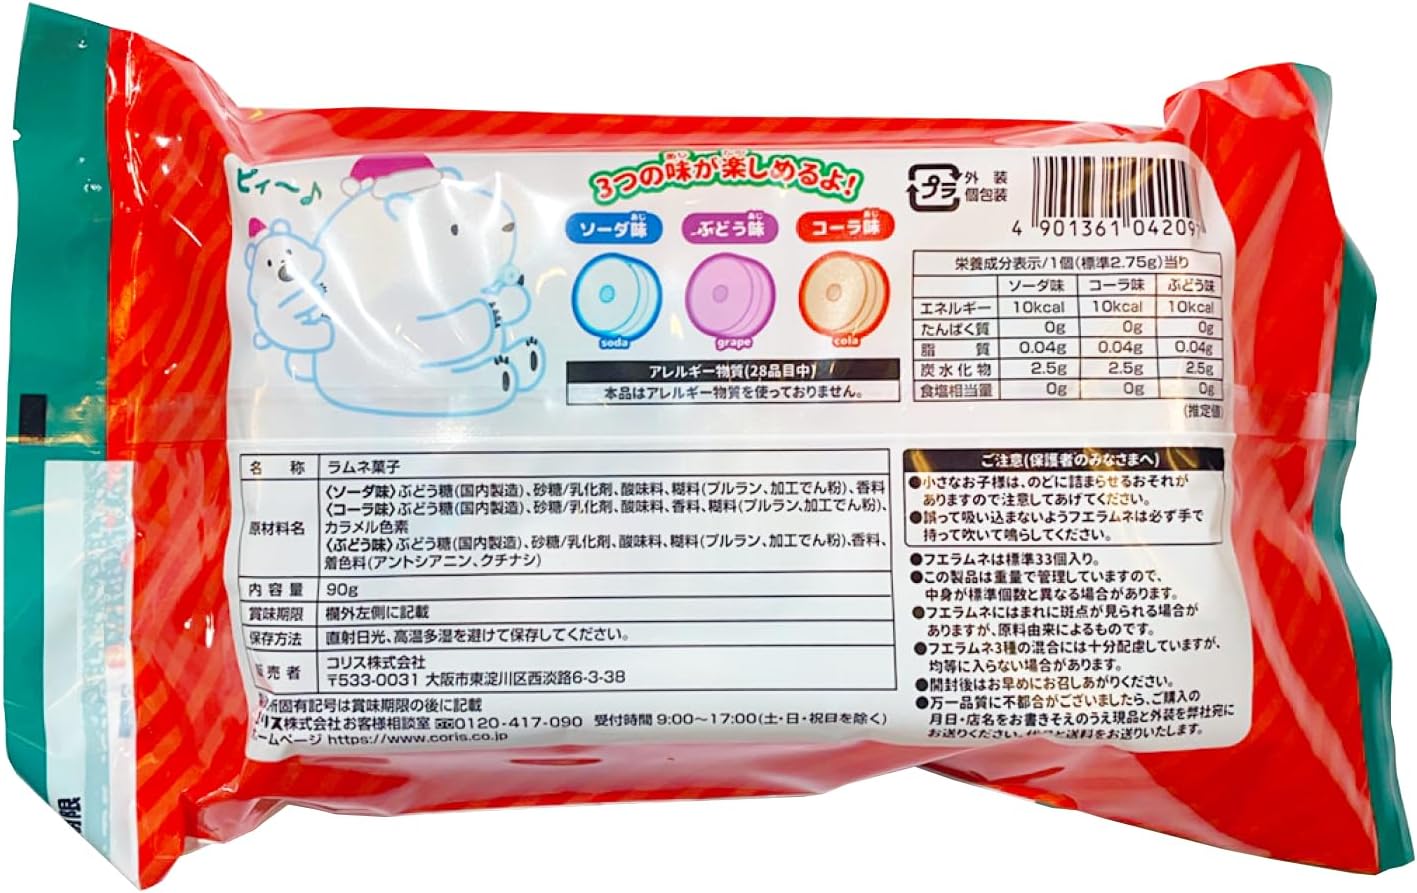 ピィ～♪
3つの味が楽しめるよ!
あじ
たの
ソーダ味
あじ
ぶどう味
あじ
コーラ味
あじ
soda
grape
cola
アレルギー物質(28品目中)
本品はアレルギー物質を使っておりません。
プラ
外装
個包装
4 901361 04209
栄養成分表示/1個(標準2.75g)当り
ソーダ味 コーラ味 ぶどう味
エネルギー 10kcal 10kcal 10kcal
たんぱく質 0g 0g 0g
脂質 0.04g 0.04g 0.04g
炭水化物 2.5g 2.5g 2.5g
食塩相当量 0g 0g 0g
(推定値)
名称 ラムネ菓子
原材料名 〈ソーダ味〉ぶどう糖(国内製造)、砂糖/乳化剤、酸味料、糊料(プルラン、加工でん粉)、香料
〈コーラ味〉ぶどう糖(国内製造)、砂糖/乳化剤、酸味料、香料、糊料(プルラン、加工でん粉)、
カラメル色素
〈ぶどう味〉ぶどう糖(国内製造)、砂糖/乳化剤、酸味料、糊料(プルラン、加工でん粉)、香料、
着色料(アントシアニン、クチナシ)
内容量 90g
賞味期限 欄外左側に記載
保存方法 直射日光、高温多湿を避けて保存してください。
販売者 コリス株式会社
〒533-0031 大阪市東淀川区西淡路6-3-38
所固有記号は賞味期限の後に記載
コリス株式会社お客様相談室 0120-417-090 受付時間 9:00～17:00(土・日・祝日を除く)
ホームページ https://www.coris.co.jp
ご注意(保護者のみなさまへ)
●小さなお子様は、のどに詰まらせるおそれが
ありますので注意してあげてください。
●誤って吸い込まないようフエラムネは必ず手で
持って吹いて鳴らしてください。
●フエラムネは標準33個入り。
●この製品は重量で管理していますので、
中身が標準個数と異なる場合があります。
●フエラムネにはまれに斑点が見られる場合が
ありますが、原料由来によるものです。
●フエラムネ3種の混合には十分配慮していますが、
均等に入らない場合があります。
●開封後はお早めにお召しあがりください。
●万一品質に不都合がございましたら、ご購入の
月日・店名をお書きそえのうえ現品と外装を弊社宛に
お送りください。代品と送料をお送りいたします。
期限